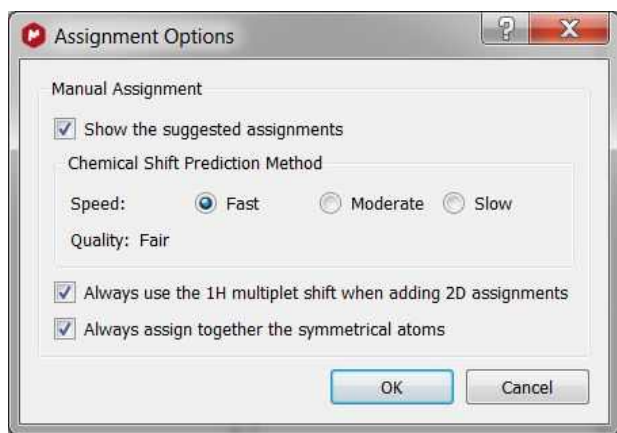 Assignment Options
Manual Assignment
Show the suggested assignments
Chemical Shift Prediction Method
Speed: Fast Moderate Slow
Quality: Fair
Always use the 1H multiplet shift when adding 2D assignments
Always assign together the symmetrical atoms
OK Cancel